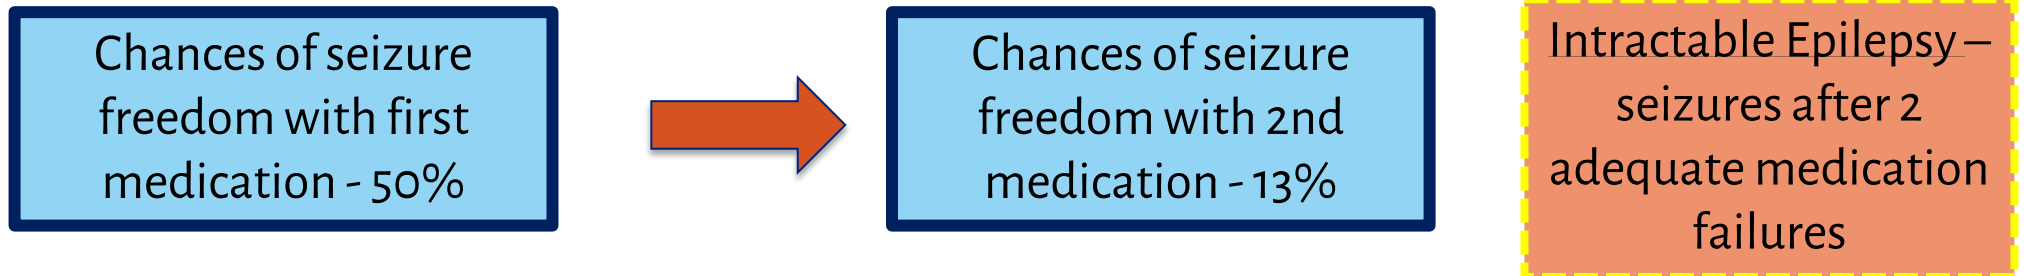 Chances of seizure
freedom with first
medication - 50%
Chances of seizure
freedom with 2nd
medication - 13%
Intractable Epilepsy –
seizures after 2
adequate medication
failures